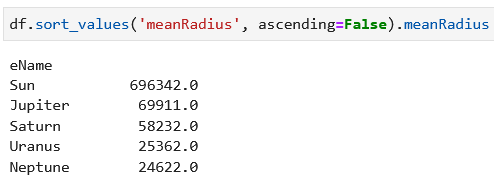 df.sort_values('meanRadius', ascending=False).meanRadius
eName
Sun 696342.0
Jupiter 69911.0
Saturn 58232.0
Uranus 25362.0
Neptune 24622.0